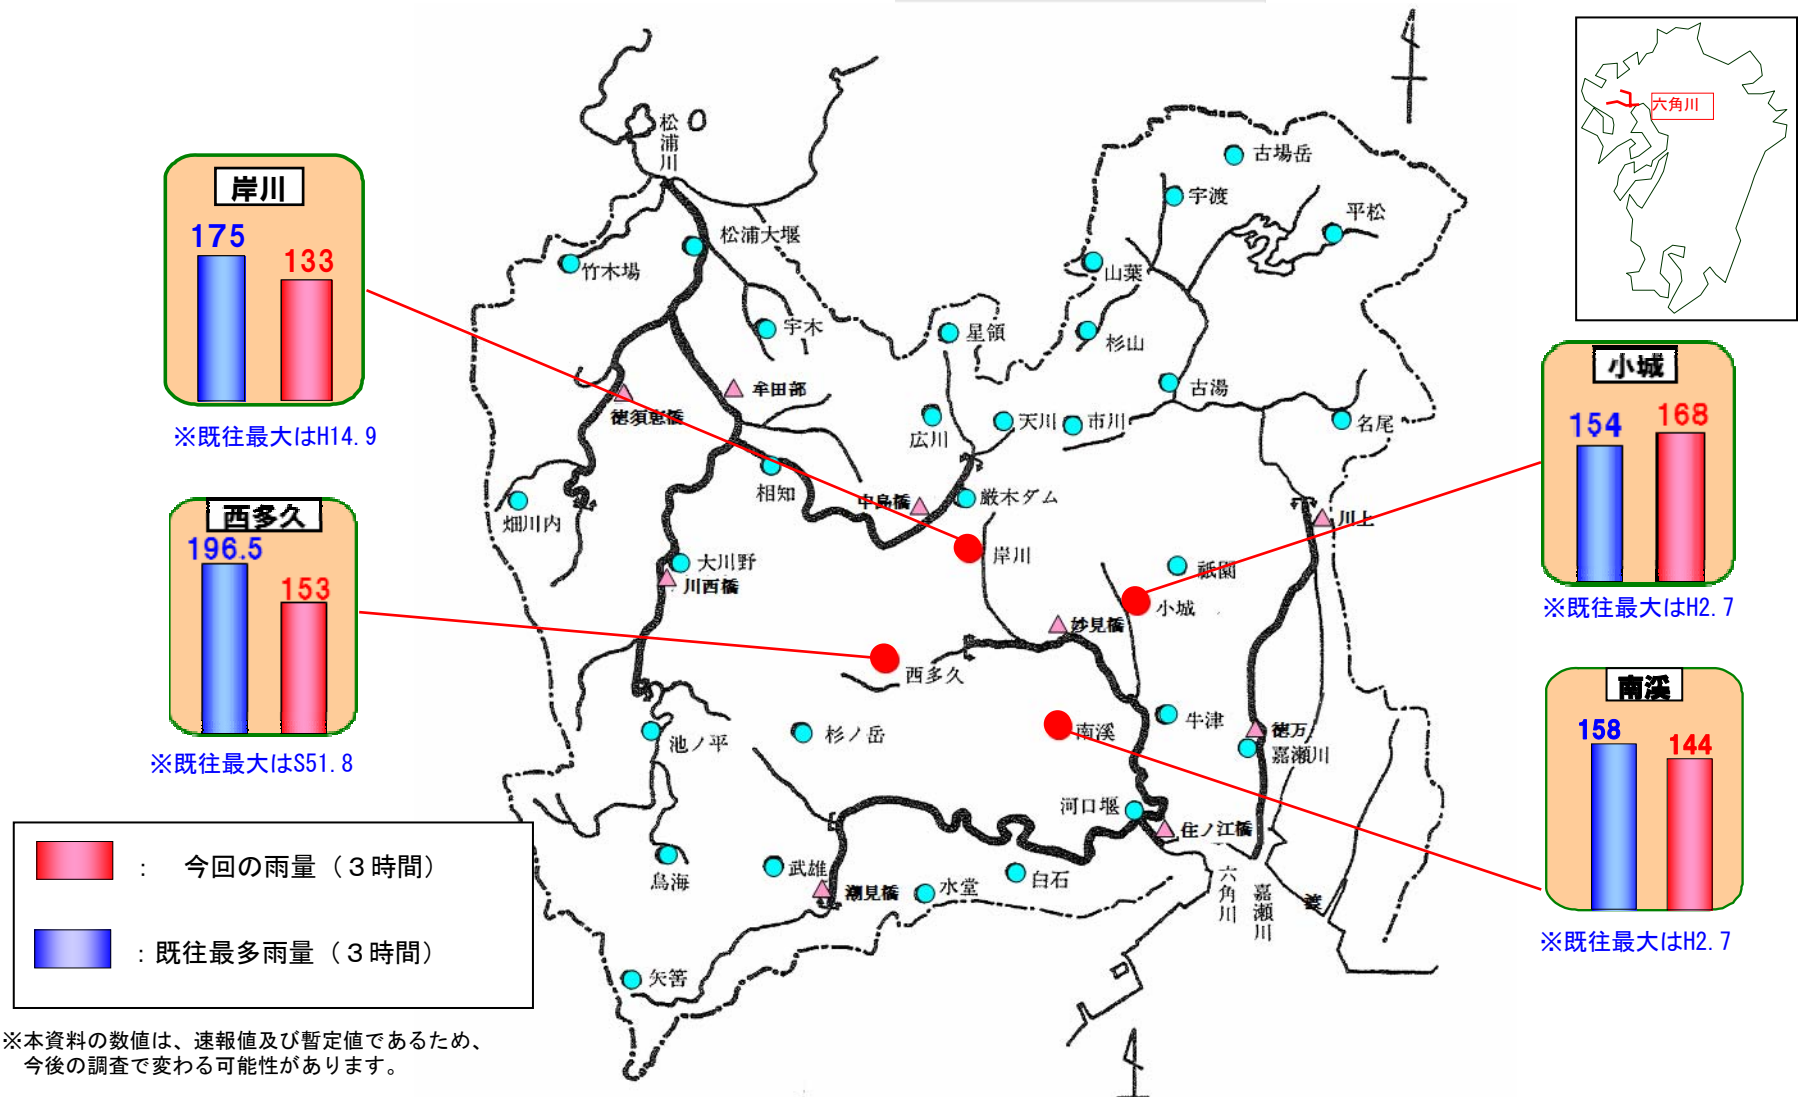 松浦川
六角川
古場岳
岸川
175
133
※既往最大はH14.9
宇渡
平松
松浦大堰
竹木場
山葉
宇木
星領
杉山
小城
154
168
※既往最大はH2.7
牟田部
徳須恵橋
古湯
広川
天川
市川
名尾
相知
中島橋
厳木ダム
畑川内
川上
西多久
196.5
153
※既往最大はS51.8
岸川
大川野
川西橋
祇園
小城
妙見橋
西多久
南渓
158
144
※既往最大はH2.7
牛津
南渓
徳万
嘉瀬川
池ノ平
杉ノ岳
河口堰
住ノ江橋
鳥海
武雄
潮見橋
水堂
白石
六角川
嘉瀬川
矢筈
: 今回の雨量（３時間）
: 既往最多雨量（３時間）
※本資料の数値は、速報値及び暫定値であるため、
今後の調査で変わる可能性があります。